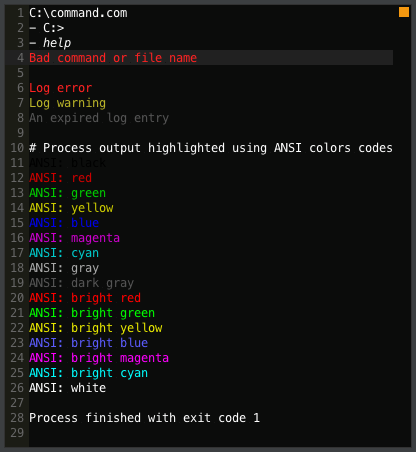 1 C:\command.com
2 — C:>
3 — help
4 Bad command or file name
5
6 Log error
7 Log warning
8 An expired log entry
9
10 # Process output highlighted using ANSI colors codes
11 ANSI: black
12 ANSI: red
13 ANSI: green
14 ANSI: yellow
15 ANSI: blue
16 ANSI: magenta
17 ANSI: cyan
18 ANSI: gray
19 ANSI: dark gray
20 ANSI: bright red
21 ANSI: bright green
22 ANSI: bright yellow
23 ANSI: bright blue
24 ANSI: bright magenta
25 ANSI: bright cyan
26 ANSI: white
27
28 Process finished with exit code 1
29